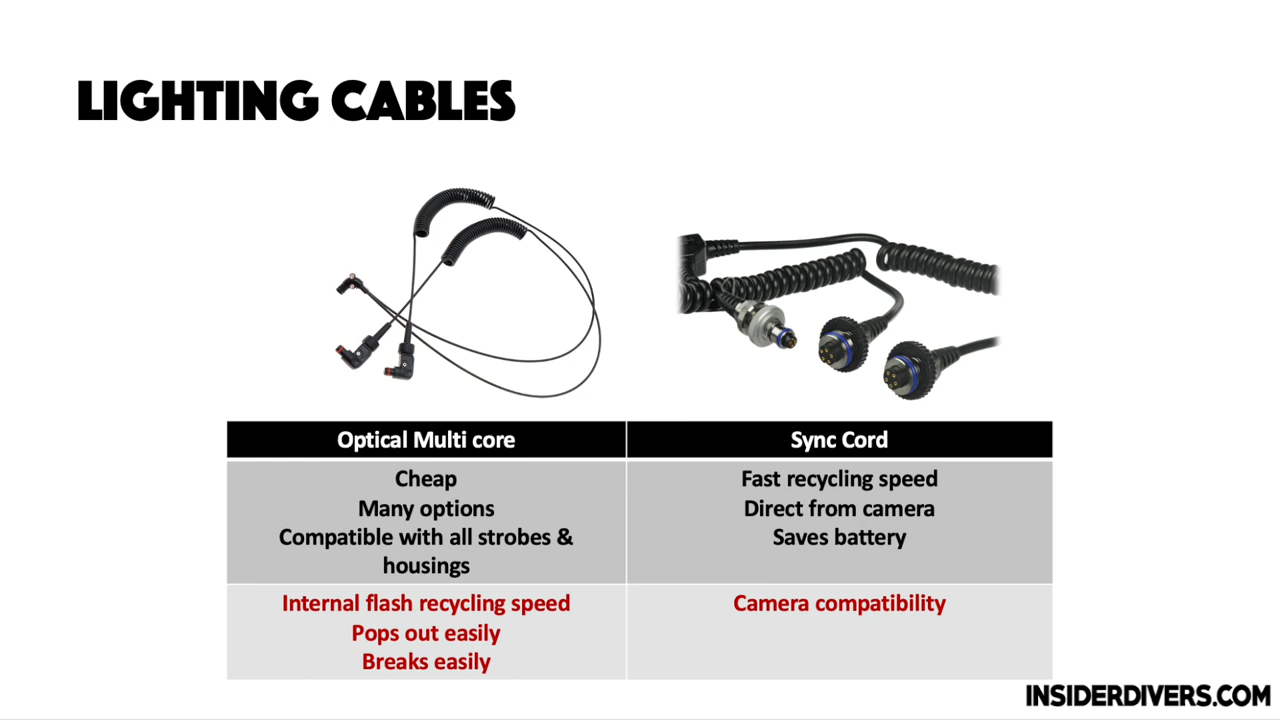 LIGHTING CABLES
Optical Multi core
Sync Cord
Cheap
Many options
Compatible with all strobes &
housings
Fast recycling speed
Direct from camera
Saves battery
Internal flash recycling speed
Pops out easily
Breaks easily
Camera compatibility
INSIDERDIVERS.COM